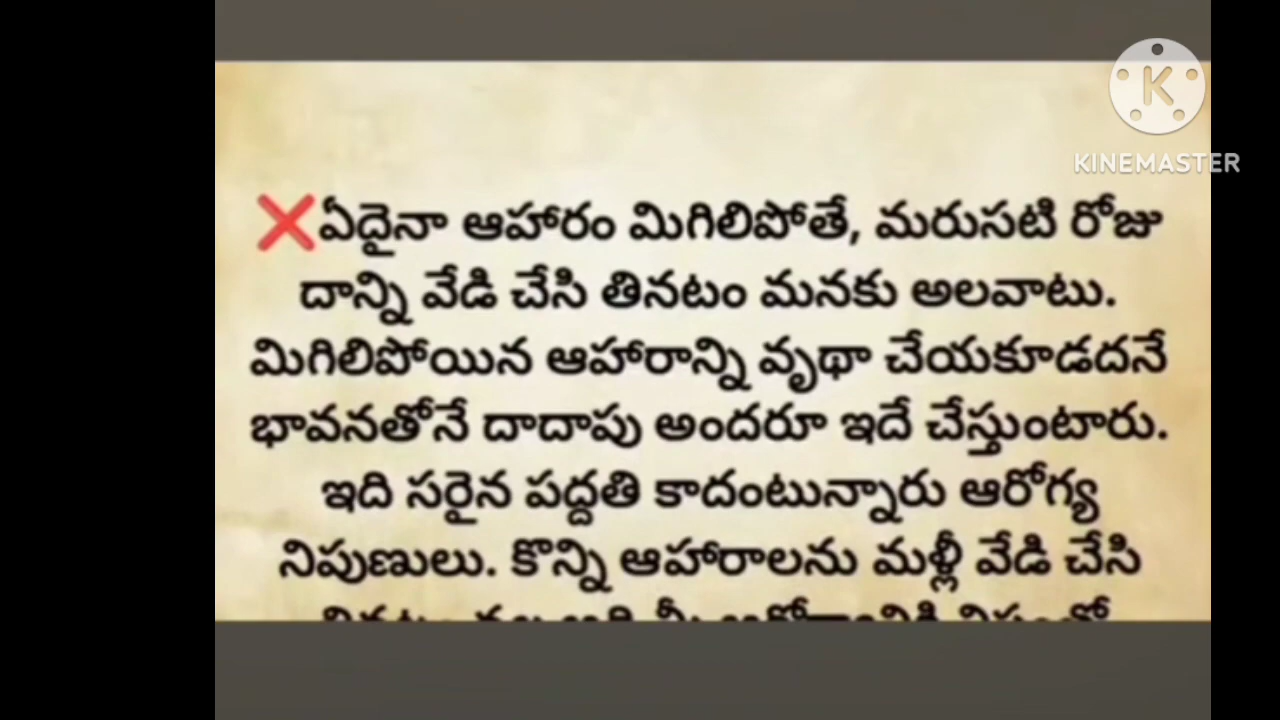 K
KINEMASTER
❌ఏదైనా ఆహారం మిగిలిపోతే, మరుసటి రోజు
దాన్ని వేడి చేసి తినటం మనకు అలవాటు.
మిగిలిపోయిన ఆహారాన్ని వృథా చేయకూడదనే
భావనతోనే దాదాపు అందరూ ఇదే చేస్తుంటారు.
ఇది సరైన పద్దతి కాదంటున్నారు ఆరోగ్య
నిపుణులు. కొన్ని ఆహారాలను మళ్లీ వేడి చేసి